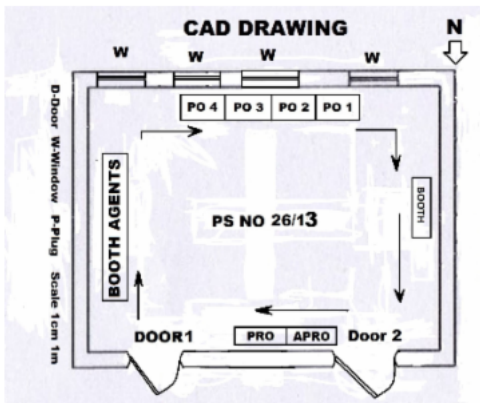 CAD DRAWING
N
W W W W
PO 4 PO 3 PO 2 PO 1
D-Door W-Window P-Plug Scale 1cm 1m
BOOTH AGENTS
BOOTH
PS NO 26/13
DOOR1 PRO APRO Door 2